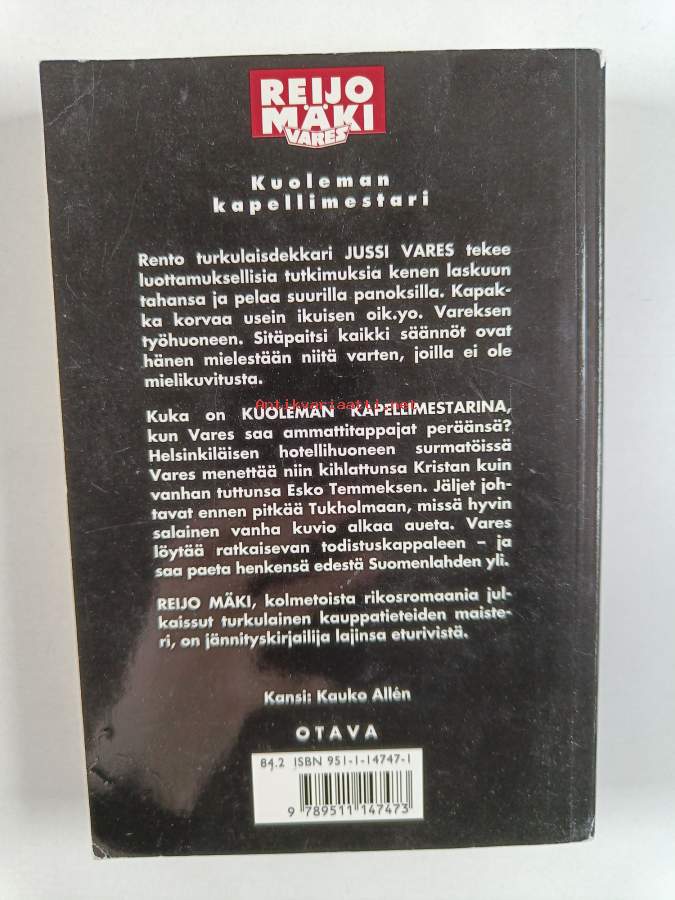 REIJO
MÄKI
VARES
Kuoleman
kapellimestari
Rento turkulaisdekkari JUSSI VARES tekee
luottamuksellisia tutkimuksia kenen laskuun
tahansa ja pelaa suurilla panoksilla. Kapak-
ka korvaa usein ikuisen oik.yo. Vareksen
työhuoneen. Sitäpaitsi kaikki säännöt ovat
hänen mielestään niitä varten, joilla ei ole
mielikuvitusta.
Antikvariaatti.net
Kuka on KUOLEMAN KAPELLIMESTARINA,
kun Vares saa ammattitappajat peräänsä?
Helsinkiläisen hotellihuoneen surmatöissä
Vares menettää niin kihlattunsa Kristan kuin
vanhan tuttunsa Esko Temmeksen. Jäljet joh-
tavat ennen pitkää Tukholmaan, missä hyvin
salainen vanha kuvio alkaa aueta. Vares
löytää ratkaisevan todistuskappaleen – ja
saa paeta henkensä edestä Suomenlahden yli.
REIJO MÄKI, kolmetoista rikosromaania jul-
kaissut turkulainen kauppatieteiden maiste-
ri, on jännityskirjailija lajinsa eturivistä.
Kansi: Kauko Allén
OTAVA
84.2 ISBN 951-1-14747-1
9 789511 147473